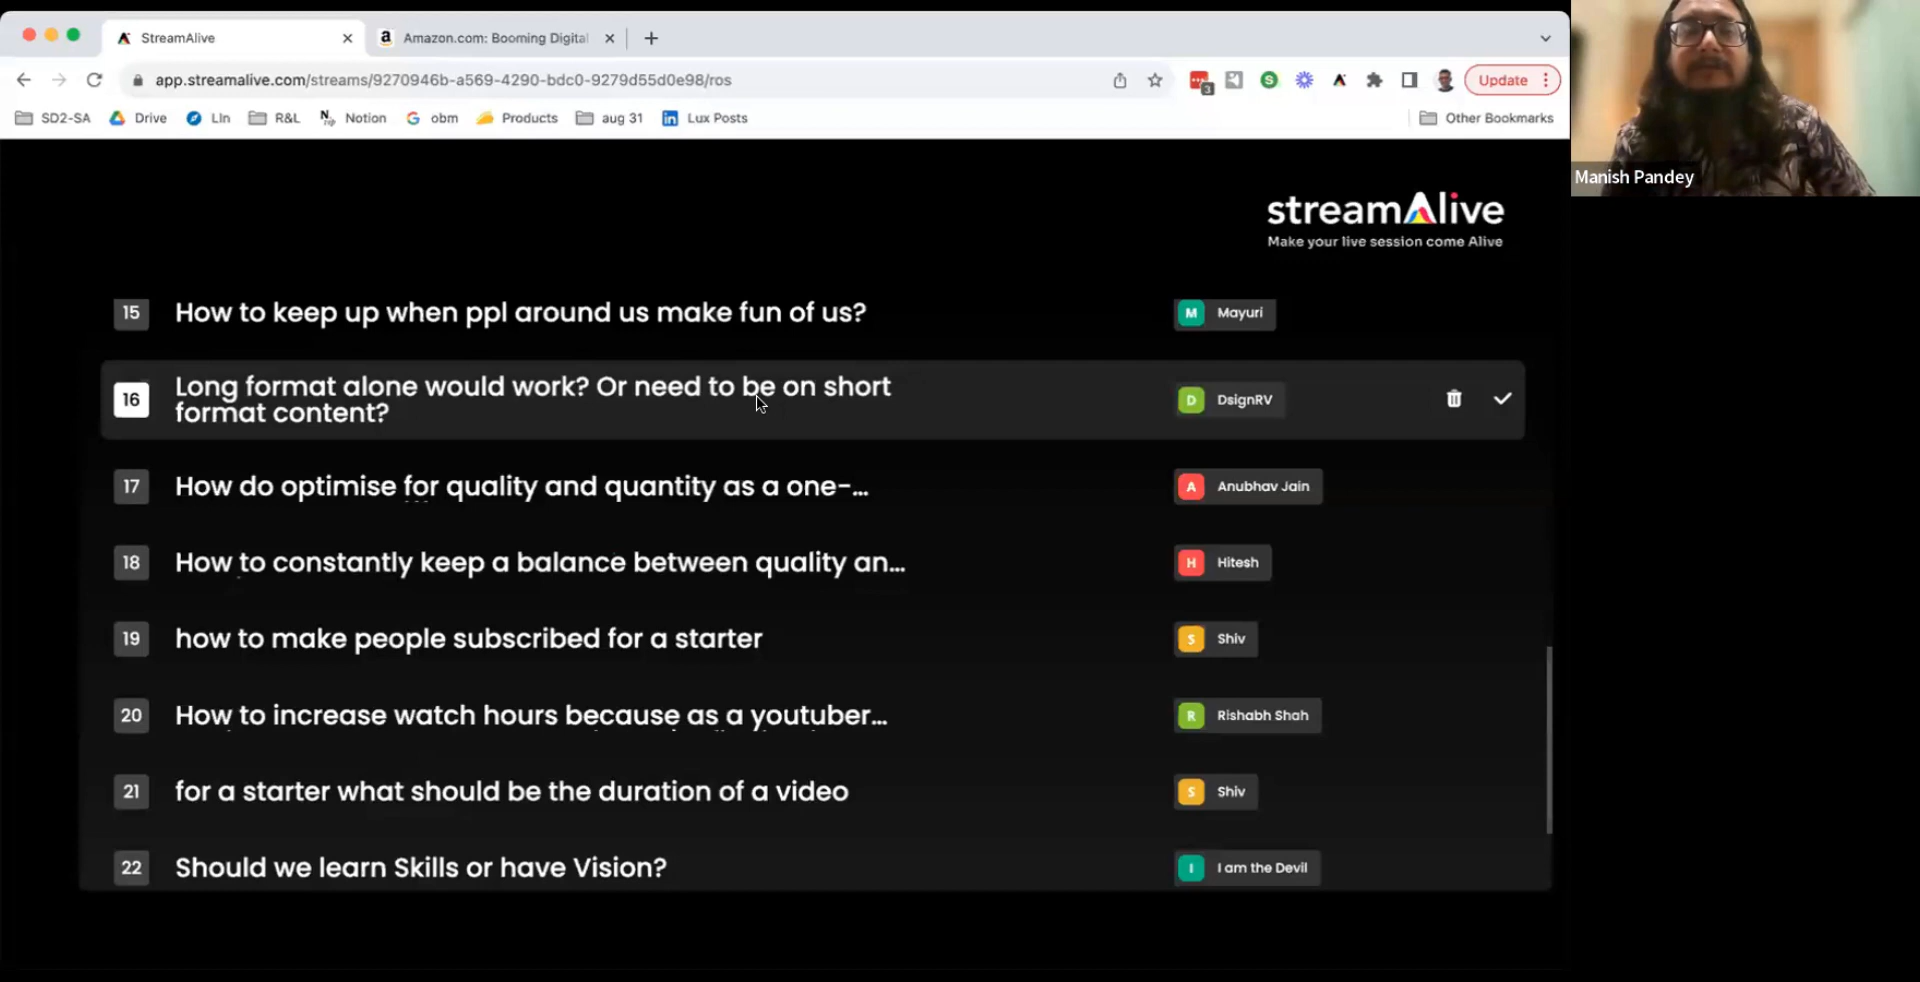 StreamAlive
Amazon.com: Booming Digital
app.streamalive.com/streams/9270946b-a569-4290-bdc0-9279d55d0e98/ros
3
S
Update
SD2-SA
Drive
LIn
R&L
Notion
obm
Products
aug 31
Lux Posts
Other Bookmarks
Manish Pandey
streamAlive
Make your live session come Alive
15 How to keep up when ppl around us make fun of us? M Mayuri
16 Long format alone would work? Or need to be on short
format content? D DsignRV
17 How do optimise for quality and quantity as a one-... A Anubhav Jain
18 How to constantly keep a balance between quality an... H Hitesh
19 how to make people subscribed for a starter S Shiv
20 How to increase watch hours because as a youtuber... R Rishabh Shah
21 for a starter what should be the duration of a video S Shiv
22 Should we learn Skills or have Vision? I I am the Devil